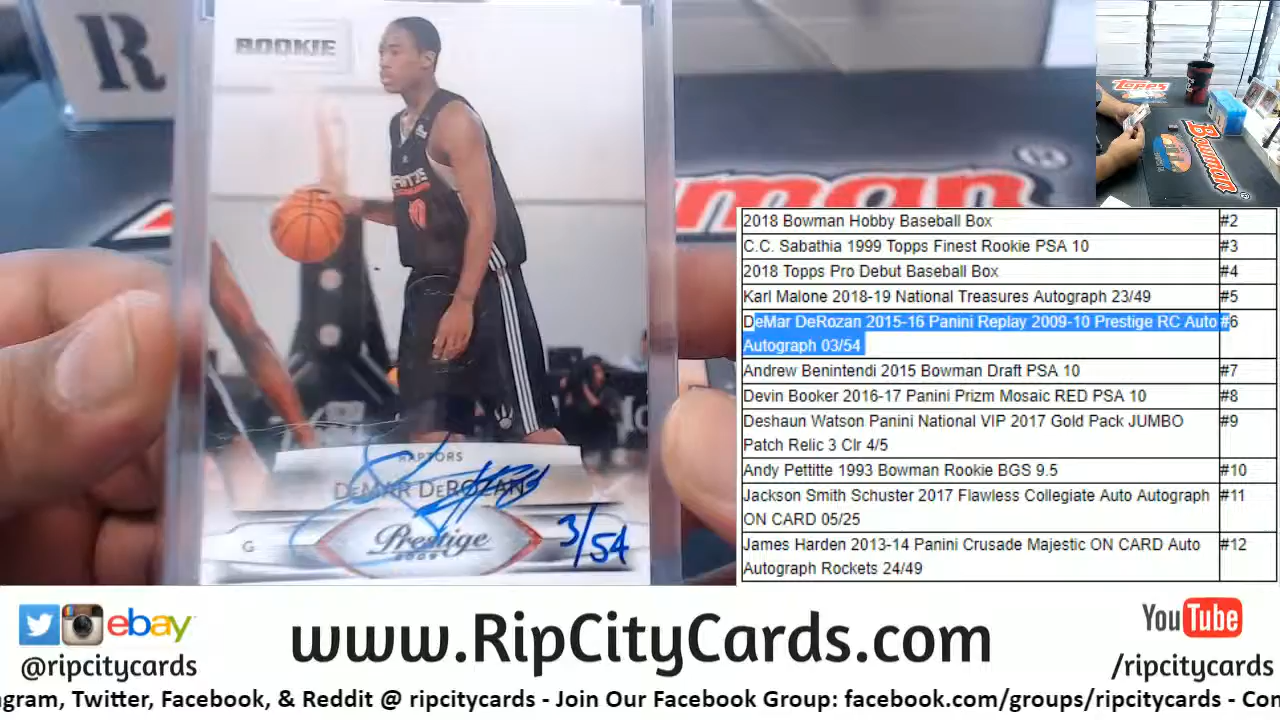 R
ROOKIE
RAPTORS
DEMAR DEROZAN
G
Prestige
3/54
man
Topps
Bowman
2018 Bowman Hobby Baseball Box #2
C.C. Sabathia 1999 Topps Finest Rookie PSA 10 #3
2018 Topps Pro Debut Baseball Box #4
Karl Malone 2018-19 National Treasures Autograph 23/49 #5
DeMar DeRozan 2015-16 Panini Replay 2009-10 Prestige RC Auto #6
Autograph 03/54
Andrew Benintendi 2015 Bowman Draft PSA 10 #7
Devin Booker 2016-17 Panini Prizm Mosaic RED PSA 10 #8
Deshaun Watson Panini National VIP 2017 Gold Pack JUMBO #9
Patch Relic 3 Clr 4/5
Andy Pettitte 1993 Bowman Rookie BGS 9.5 #10
Jackson Smith Schuster 2017 Flawless Collegiate Auto Autograph #11
ON CARD 05/25
James Harden 2013-14 Panini Crusade Majestic ON CARD Auto #12
Autograph Rockets 24/49
ebay
@ripcitycards
www.RipCityCards.com
YouTube
/ripcitycards
agram, Twitter, Facebook, & Reddit @ ripcitycards - Join Our Facebook Group: facebook.com/groups/ripcitycards - Con